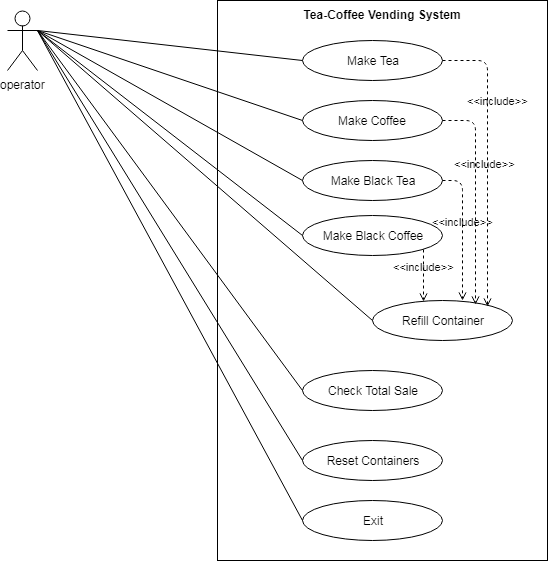 Tea-Coffee Vending System
operator
Make Tea
<<include>>
Make Coffee
<<include>>
Make Black Tea
<<include>>
Make Black Coffee
<<include>>
Refill Container
Check Total Sale
Reset Containers
Exit